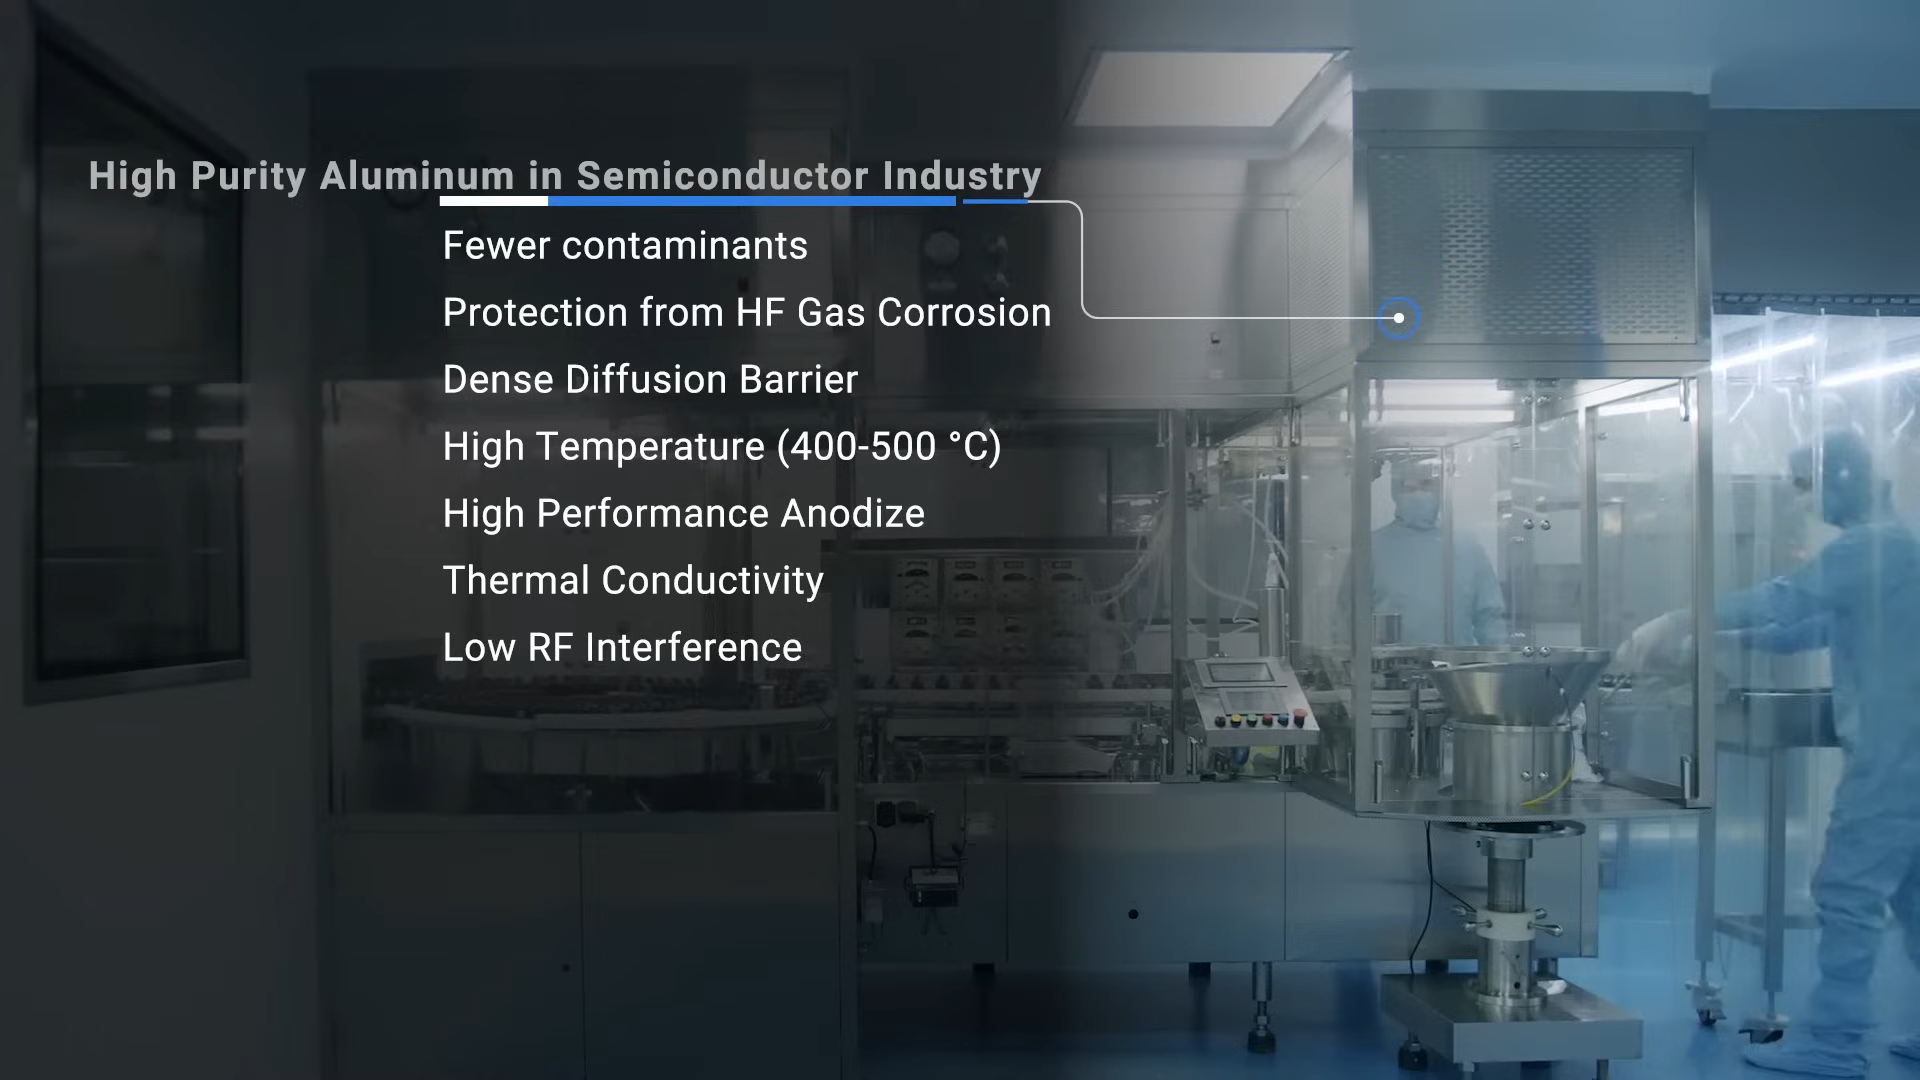 High Purity Aluminum in Semiconductor Industry
Fewer contaminants
Protection from HF Gas Corrosion
Dense Diffusion Barrier
High Temperature (400-500 °C)
High Performance Anodize
Thermal Conductivity
Low RF Interference